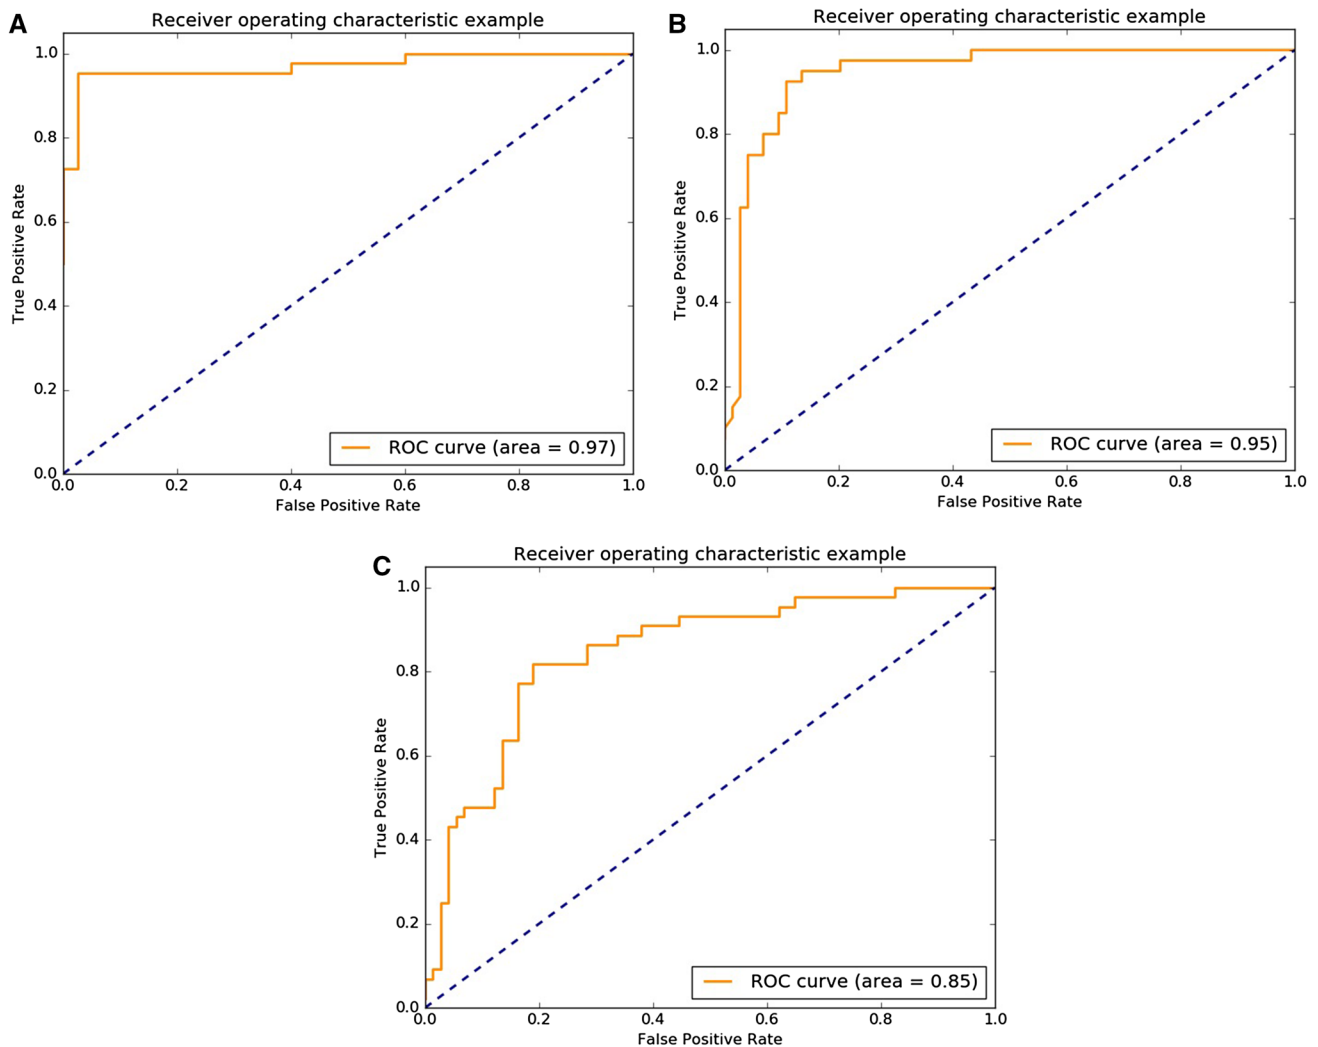 A
Receiver operating characteristic example
1.0
0.8
0.6
0.4
0.2
0.0
True Positive Rate
0.0 0.2 0.4 0.6 0.8 1.0
False Positive Rate
ROC curve (area = 0.97)
B
Receiver operating characteristic example
1.0
0.8
0.6
0.4
0.2
0.0
True Positive Rate
0.0 0.2 0.4 0.6 0.8 1.0
False Positive Rate
ROC curve (area = 0.95)
C
Receiver operating characteristic example
1.0
0.8
0.6
0.4
0.2
0.0
True Positive Rate
0.0 0.2 0.4 0.6 0.8 1.0
False Positive Rate
ROC curve (area = 0.85)